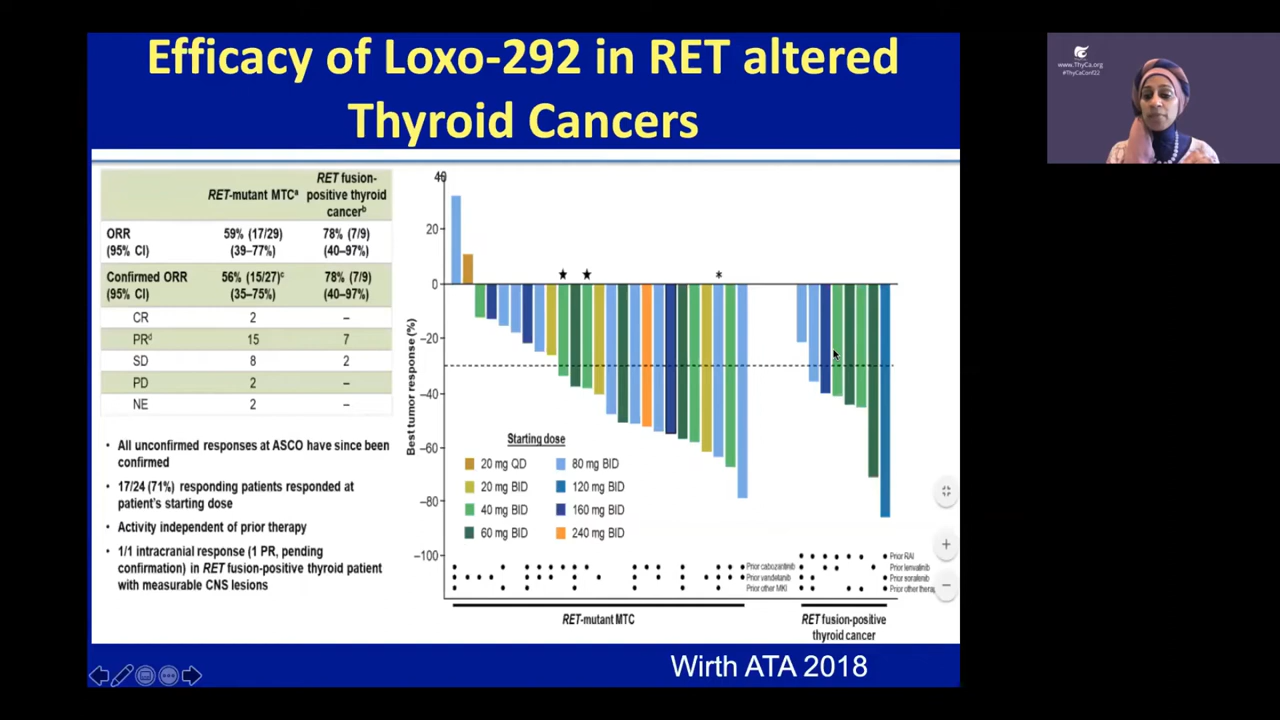 Efficacy of Loxo-292 in RET altered
Thyroid Cancers
www.ThyCa.org
#ThyCaConf22
RET-mutant MTCa
RET fusion-
positive thyroid
cancerb
ORR
(95% CI)
59% (17/29)
(39–77%)
78% (7/9)
(40–97%)
Confirmed ORR
(95% CI)
56% (15/27)c
(35–75%)
78% (7/9)
(40–97%)
CR 2 –
PRd 15 7
SD 8 2
PD 2 –
NE 2 –
• All unconfirmed responses at ASCO have since been
confirmed
• 17/24 (71%) responding patients responded at
patient's starting dose
• Activity independent of prior therapy
• 1/1 intracranial response (1 PR, pending
confirmation) in RET fusion-positive thyroid patient
with measurable CNS lesions
Best tumor response (%)
40
20
0
–20
–40
–60
–80
–100
Starting dose
20 mg QD
20 mg BID
40 mg BID
60 mg BID
80 mg BID
120 mg BID
160 mg BID
240 mg BID
Prior cabozantinib
Prior vandetanib
Prior other MKI
Prior RAI
Prior lenvatinib
Prior sorafenib
Prior other therap
RET-mutant MTC
RET fusion-positive
thyroid cancer
Wirth ATA 2018